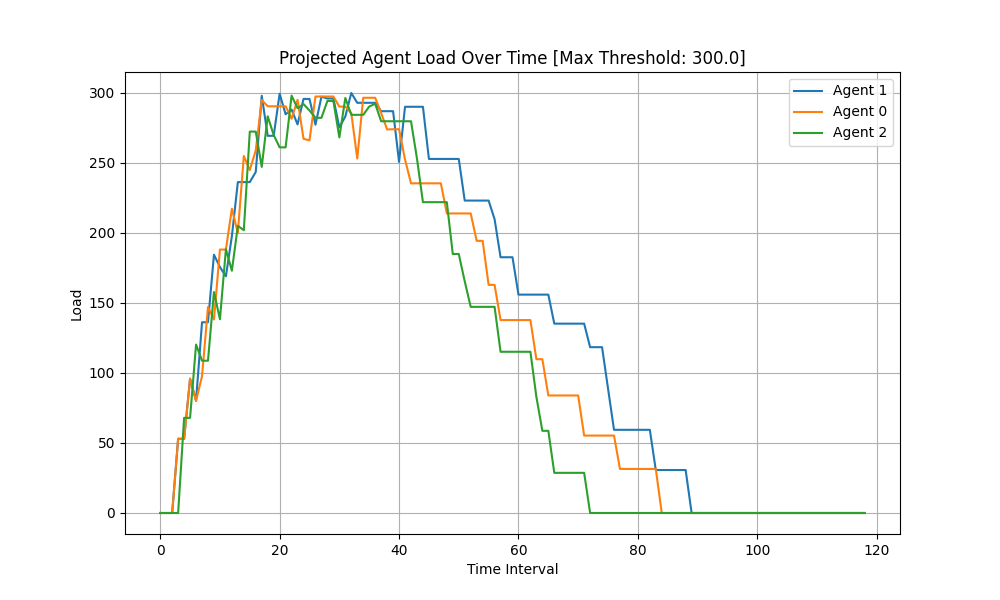 Projected Agent Load Over Time [Max Threshold: 300.0]
Agent 1
Agent 0
Agent 2
300
250
200
150
100
50
0
Load
0 20 40 60 80 100 120
Time Interval